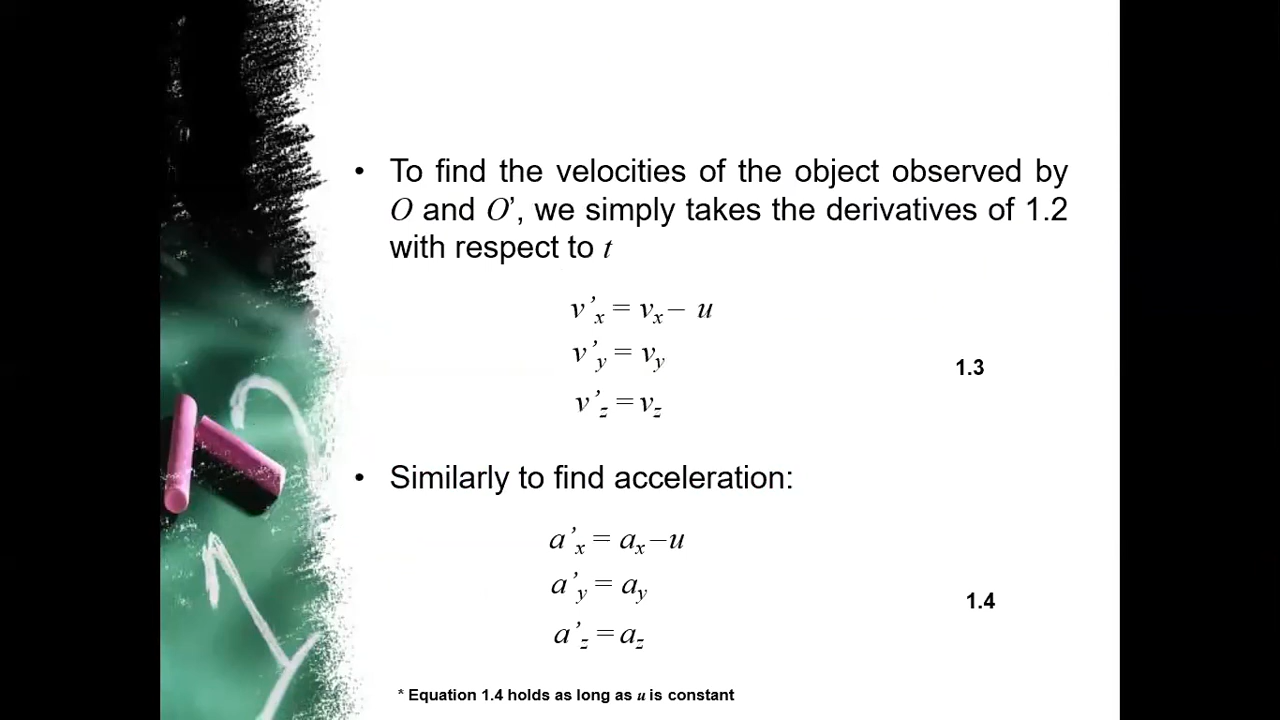 • To find the velocities of the object observed by
O and O’, we simply takes the derivatives of 1.2
with respect to t
v’x = vx – u
v’y = vy
1.3
v’z = vz
• Similarly to find acceleration:
a’x = ax – u
a’y = ay
1.4
a’z = az
* Equation 1.4 holds as long as u is constant